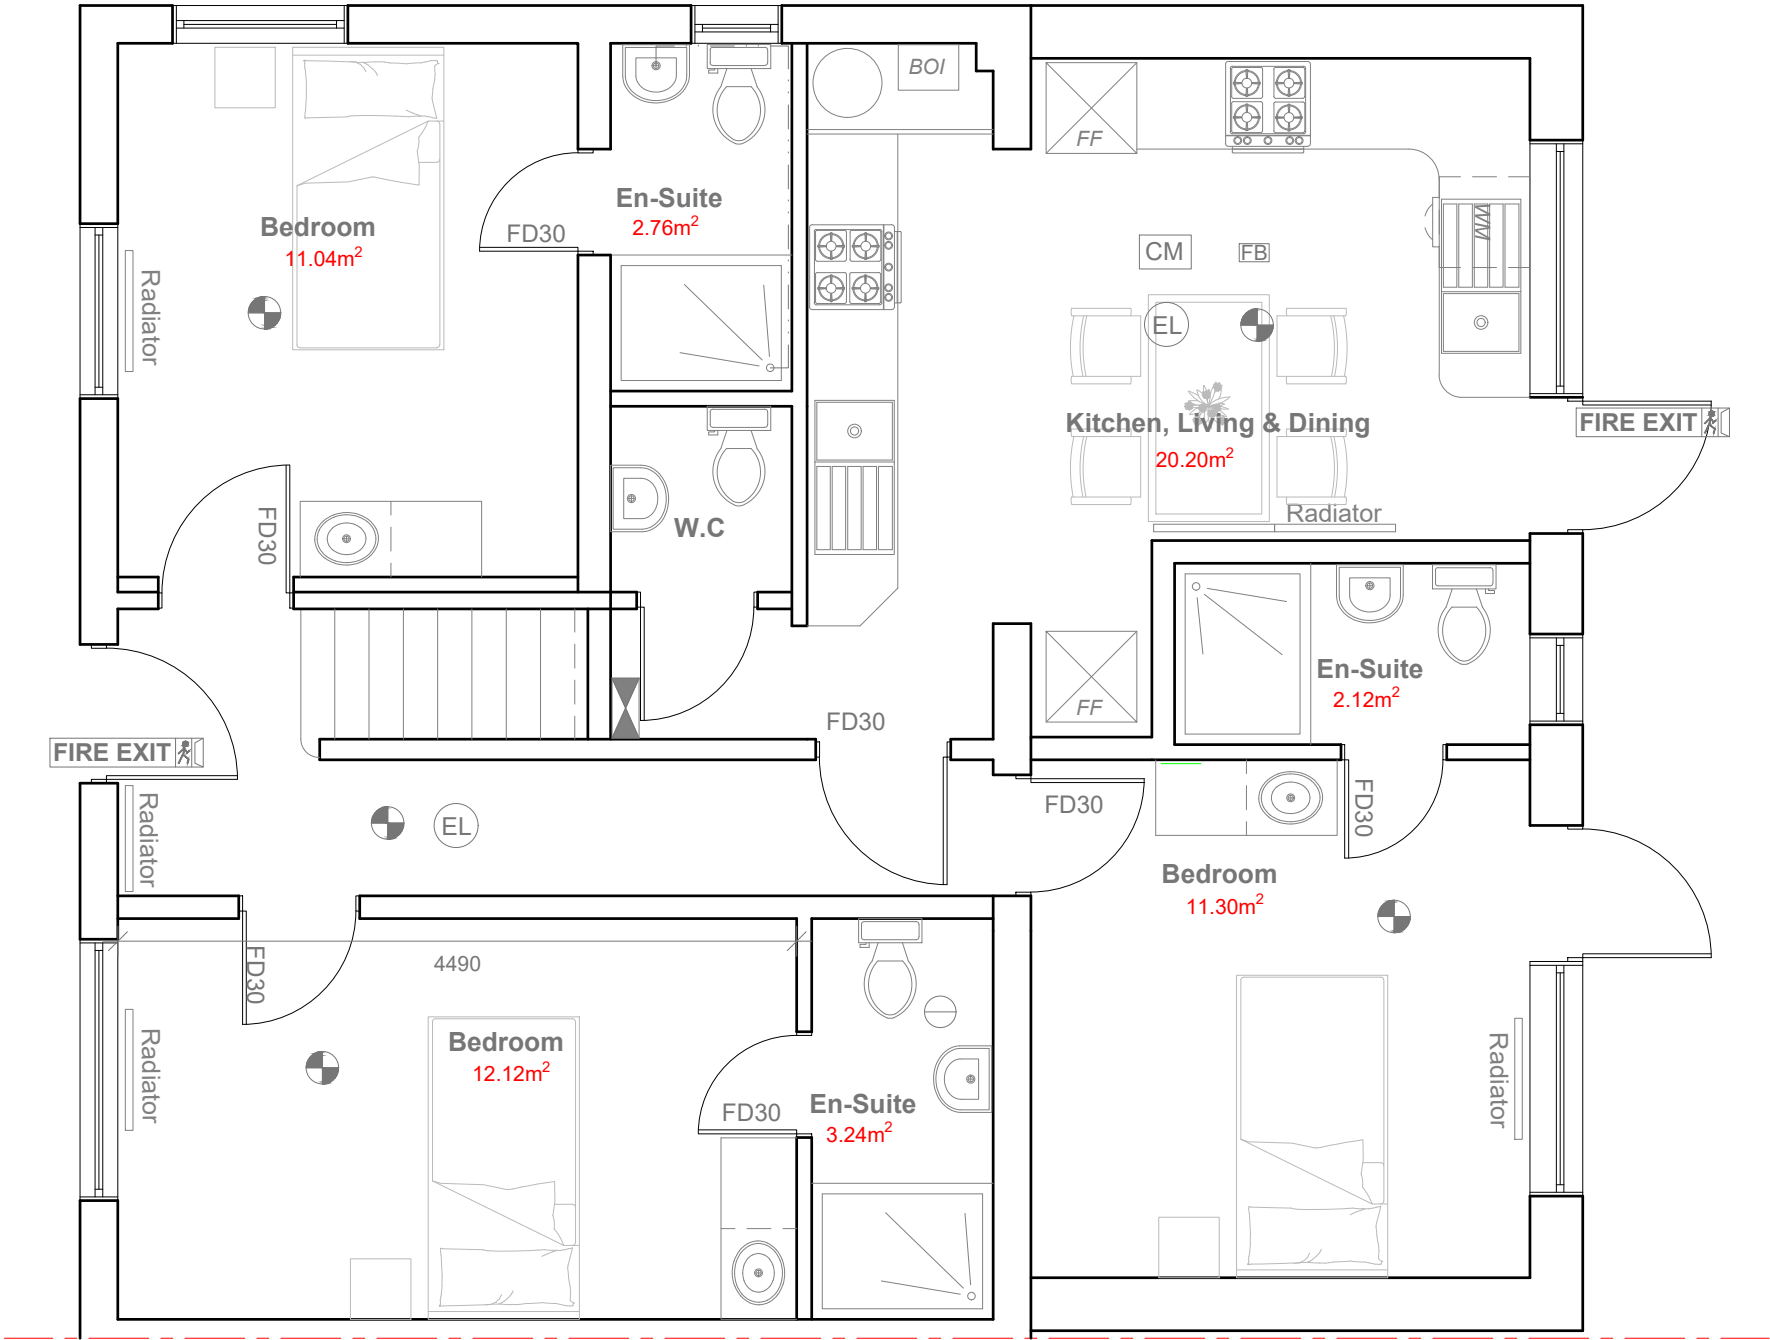 BOI
FF
En-Suite
2.76m²
Bedroom
11.04m²
FD30
WM
CM
FB
Radiator
EL
Kitchen, Living & Dining
20.20m²
FIRE EXIT
Radiator
FD30
W.C
En-Suite
2.12m²
FF
FD30
FIRE EXIT
Radiator
EL
FD30
FD30
Bedroom
11.30m²
FD30
4490
Bedroom
12.12m²
Radiator
Radiator
FD30
En-Suite
3.24m²